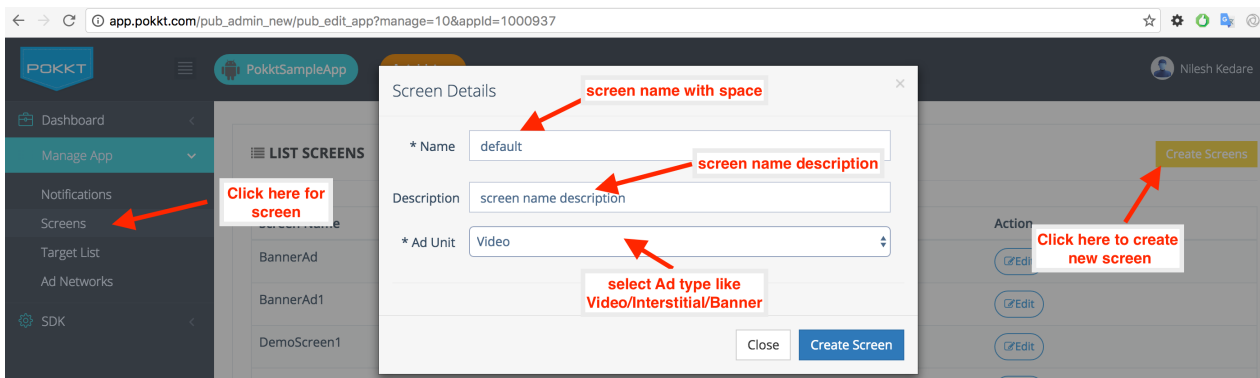 app.pokkt.com/pub_admin_new/pub_edit_app?manage=10&appId=1000937
POKKT
PokktSampleApp
Nilesh Kedare
Screen Details
×
screen name with space
Dashboard
Manage App
LIST SCREENS
* Name
default
Create Screens
screen name description
Notifications
Click here for
screen
Description
screen name description
Screens
Screen Name
Action
* Ad Unit
Video
Click here to create
new screen
Target List
BannerAd
Edit
Ad Networks
select Ad type like
Video/Interstitial/Banner
BannerAd1
Edit
SDK
DemoScreen1
Close
Create Screen
Edit